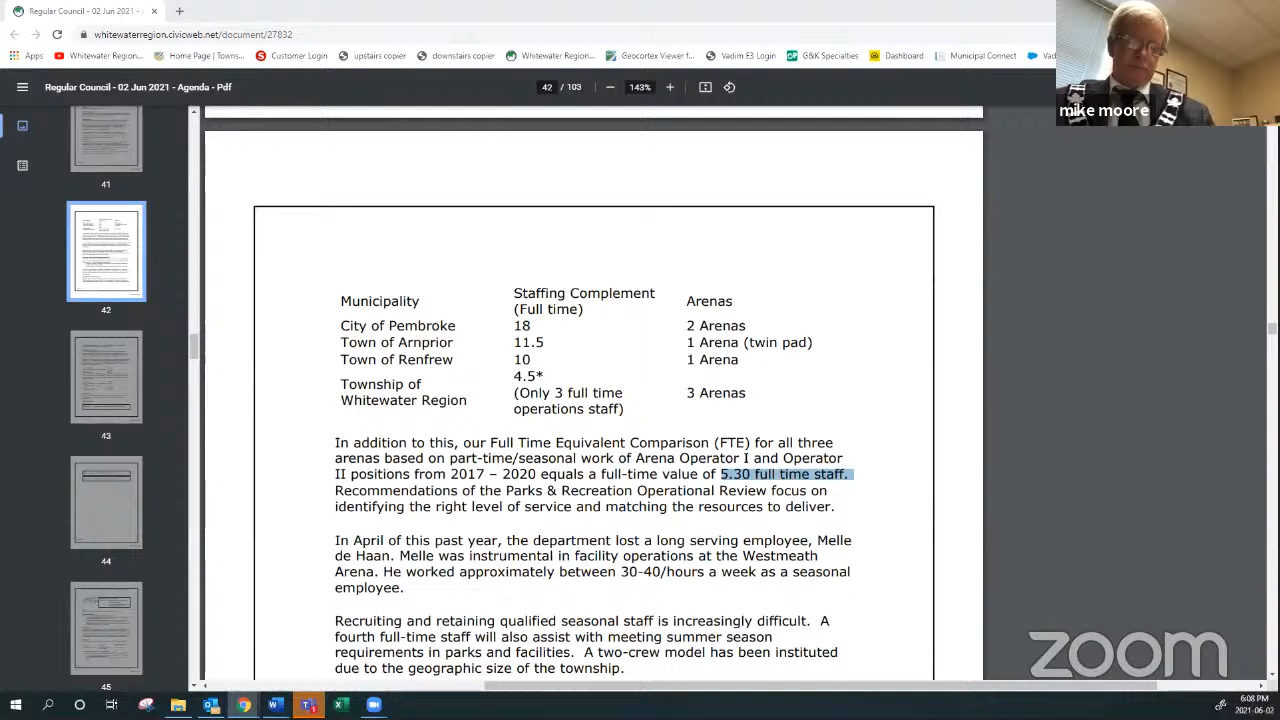 Regular Council - 02 Jun 2021 -
whitewaterregion.civicweb.net/document/27832
Apps
Whitewater Region...
Home Page | Towns...
Customer Login
upstairs copier
downstairs copier
Whitewater Region...
Geocortex Viewer f...
Vadim E3 Login
G&K Specialties
Dashboard
Municipal Connect
Vad
Regular Council - 02 Jun 2021 - Agenda - Pdf
42 / 103
143%
mike moore
41
42
43
44
45
Municipality
Staffing Complement
(Full time)
Arenas
City of Pembroke 18 2 Arenas
Town of Arnprior 11.5 1 Arena (twin pad)
Town of Renfrew 10 1 Arena
Township of
Whitewater Region
4.5*
(Only 3 full time
operations staff)
3 Arenas
In addition to this, our Full Time Equivalent Comparison (FTE) for all three
arenas based on part-time/seasonal work of Arena Operator I and Operator
II positions from 2017 – 2020 equals a full-time value of 5.30 full time staff.
Recommendations of the Parks & Recreation Operational Review focus on
identifying the right level of service and matching the resources to deliver.
In April of this past year, the department lost a long serving employee, Melle
de Haan. Melle was instrumental in facility operations at the Westmeath
Arena. He worked approximately between 30-40/hours a week as a seasonal
employee.
Recruiting and retaining qualified seasonal staff is increasingly difficult. A
fourth full-time staff will also assist with meeting summer season
requirements in parks and facilities. A two-crew model has been instituted
due to the geographic size of the township.
zoom
6:08 PM
2021-06-02